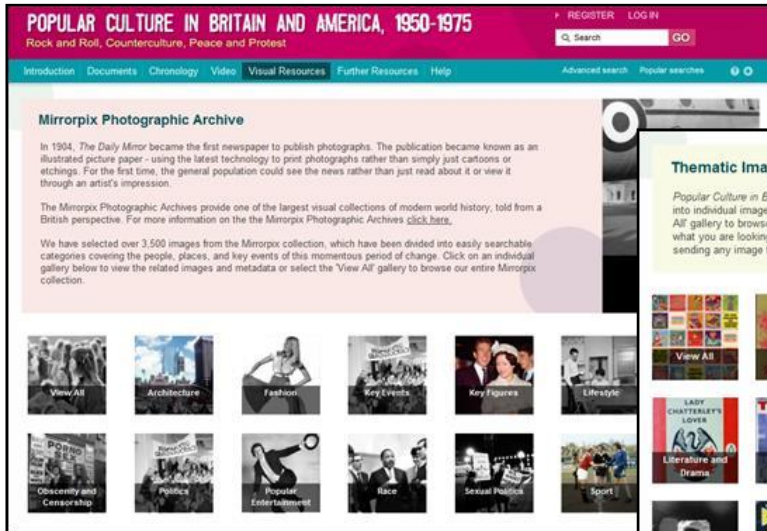 POPULAR CULTURE IN BRITAIN AND AMERICA, 1950-1975
Rock and Roll, Counterculture, Peace and Protest
REGISTER LOG IN
Search GO
Introduction Documents Chronology Video Visual Resources Further Resources Help
Advanced search Popular searches
Mirrorpix Photographic Archive
In 1904, The Daily Mirror became the first newspaper to publish photographs. The publication became known as an
illustrated picture paper - using the latest technology to print photographs rather than simply just cartoons or
etchings. For the first time, the general population could see the news rather than just read about it or view it
through an artist's impression.
The Mirrorpix Photographic Archives provide one of the largest visual collections of modern world history, told from a
British perspective. For more information on the the Mirrorpix Photographic Archives click here.
We have selected over 3,500 images from the Mirrorpix collection, which have been divided into easily searchable
categories covering the people, places, and key events of this momentous period of change. Click on an individual
gallery below to view the related images and metadata or select the 'View All' gallery to browse our entire Mirrorpix
collection.
View All
Architecture
Fashion
Key Events
Key Figures
Lifestyle
PORNO
Obscenity and
Censorship
Politics
Popular
Entertainment
Race
Sexual Politics
Sport
Thematic Ima
Popular Culture in B
into individual image
All' gallery to browse
what you are looking
sending any image
View All
LADY
CHATTERLEY'S
LOVER
Literature and
Drama